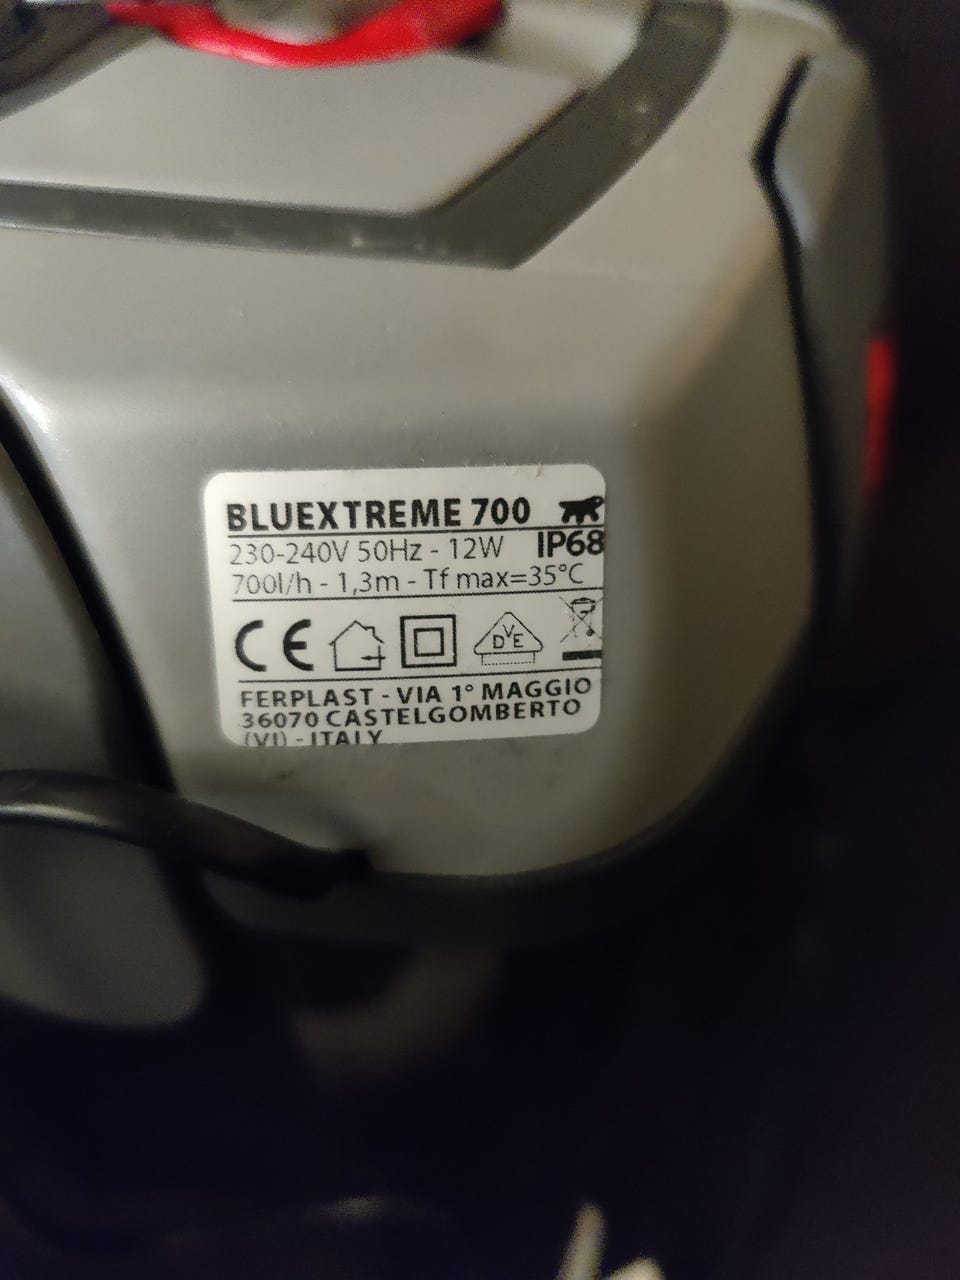 BLUEXTREME 700
230-240V 50Hz - 12W IP68
700l/h - 1,3m - Tf max=35°C
CE DVE
FERPLAST - VIA 1° MAGGIO
36070 CASTELGOMBERTO
(VI) - ITALY